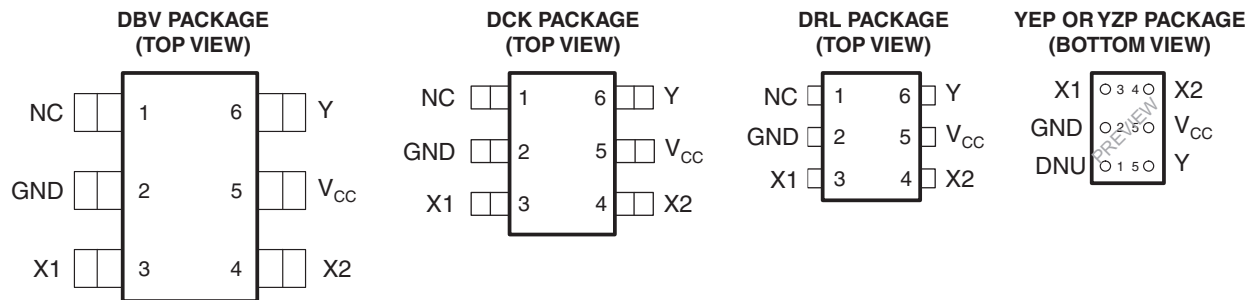 DBV PACKAGE
(TOP VIEW)
NC 1 6 Y
GND 2 5 VCC
X1 3 4 X2
DCK PACKAGE
(TOP VIEW)
NC 1 6 Y
GND 2 5 VCC
X1 3 4 X2
DRL PACKAGE
(TOP VIEW)
NC 1 6 Y
GND 2 5 VCC
X1 3 4 X2
YEP OR YZP PACKAGE
(BOTTOM VIEW)
X1 3 4 X2
GND 2 5 VCC
DNU 1 5 Y
PREVIEW